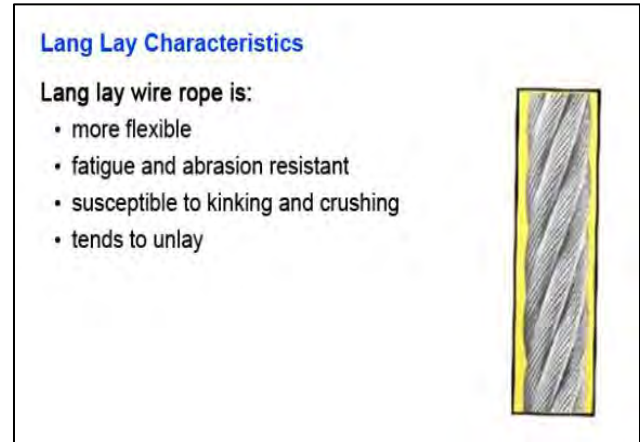 Lang Lay Characteristics
Lang lay wire rope is:
• more flexible
• fatigue and abrasion resistant
• susceptible to kinking and crushing
• tends to unlay